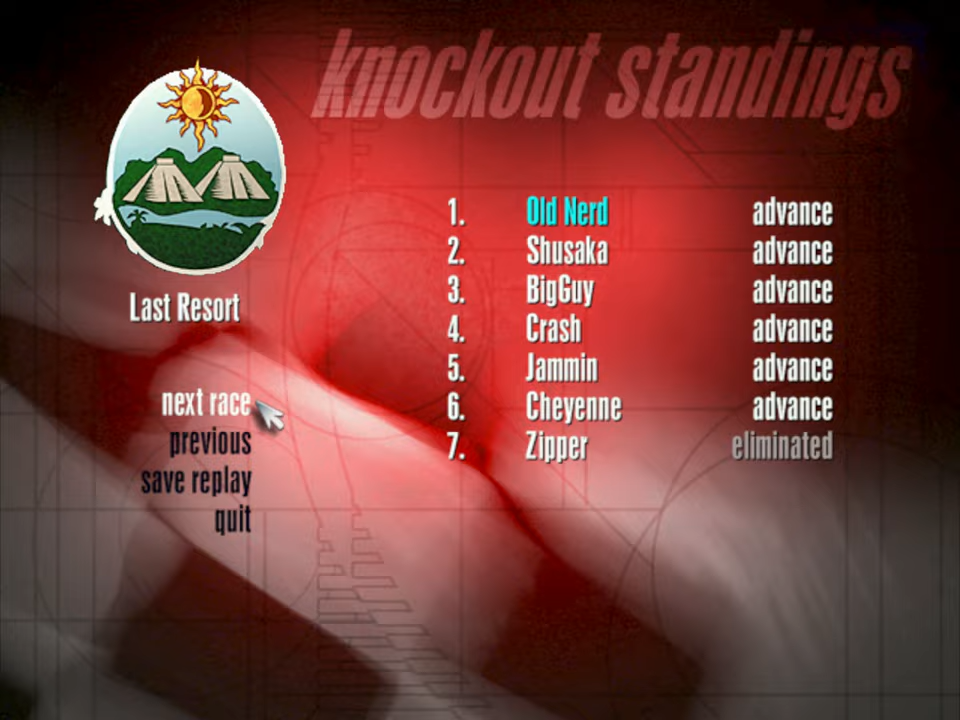 knockout standings
Last Resort
next race
previous
save replay
quit
1. Old Nerd advance
2. Shusaka advance
3. BigGuy advance
4. Crash advance
5. Jammin advance
6. Cheyenne advance
7. Zipper eliminated